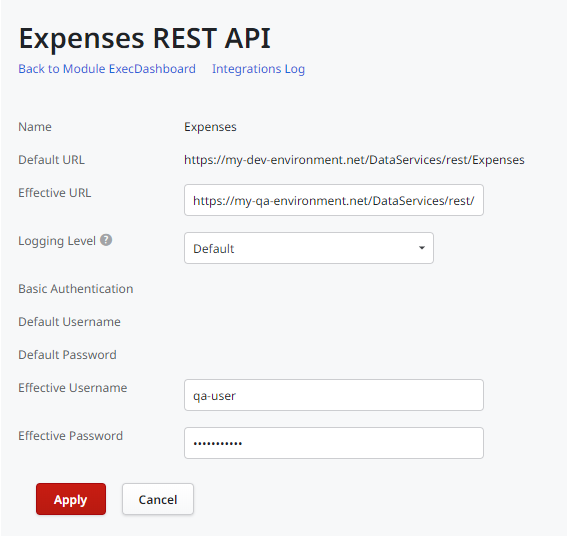 Expenses REST API
Back to Module ExecDashboard Integrations Log
Name Expenses
Default URL https://my-dev-environment.net/DataServices/rest/Expenses
Effective URL https://my-qa-environment.net/DataServices/rest/
Logging Level ? Default
Basic Authentication
Default Username
Default Password
Effective Username qa-user
Effective Password •••••••••••
Apply Cancel